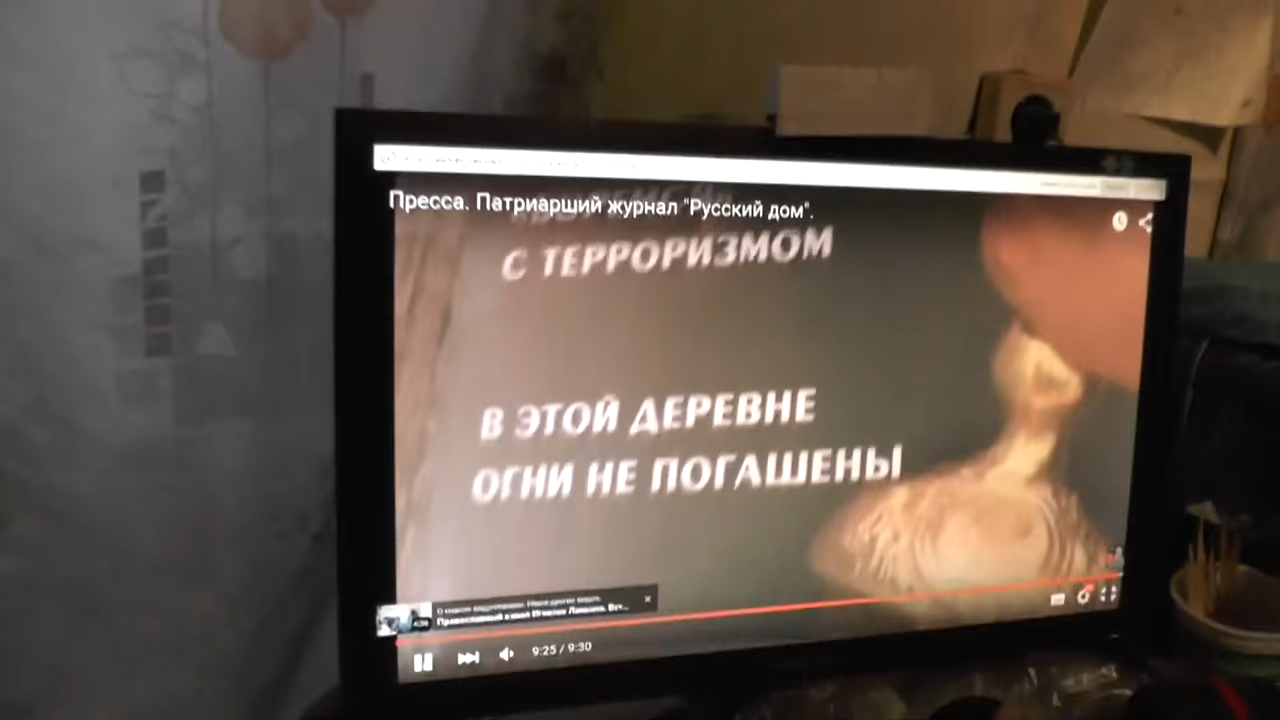 Пресса. Патриарший журнал "Русский дом".
С ТЕРРОРИЗМОМ
В ЭТОЙ ДЕРЕВНЕ
ОГНИ НЕ ПОГАШЕНЫ
9:25 / 9:30